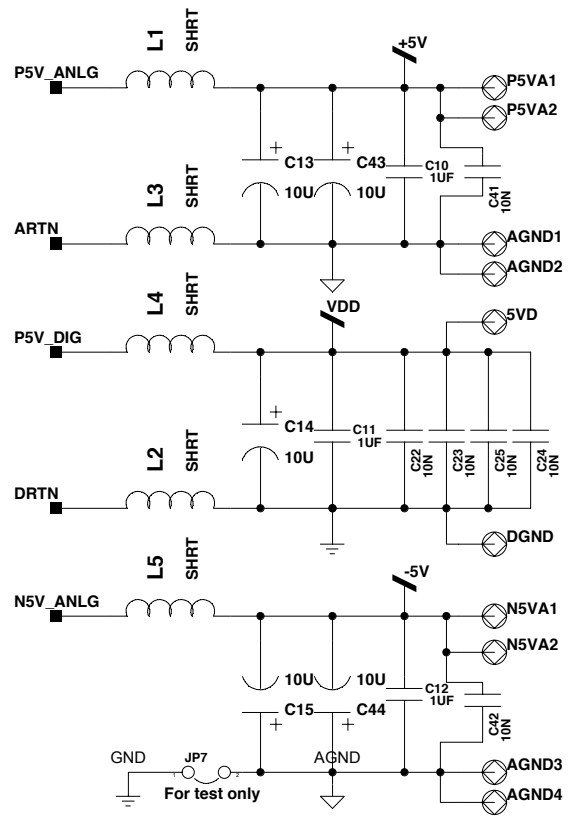 L1
SHRT
+5V
P5V_ANLG
P5VA1
P5VA2
+
C13
10U
+
C43
10U
C10
1UF
C41
10N
L3
SHRT
ARTN
AGND1
AGND2
L4
SHRT
VDD
5VD
P5V_DIG
+
C14
10U
C11
1UF
C22
10N
C23
10N
C25
10N
C24
10N
L2
SHRT
DRTN
DGND
L5
SHRT
-5V
N5V_ANLG
N5VA1
N5VA2
10U
C15
+
10U
C44
+
C12
1UF
C42
10N
GND
JP7
1
2
For test only
AGND
AGND3
AGND4